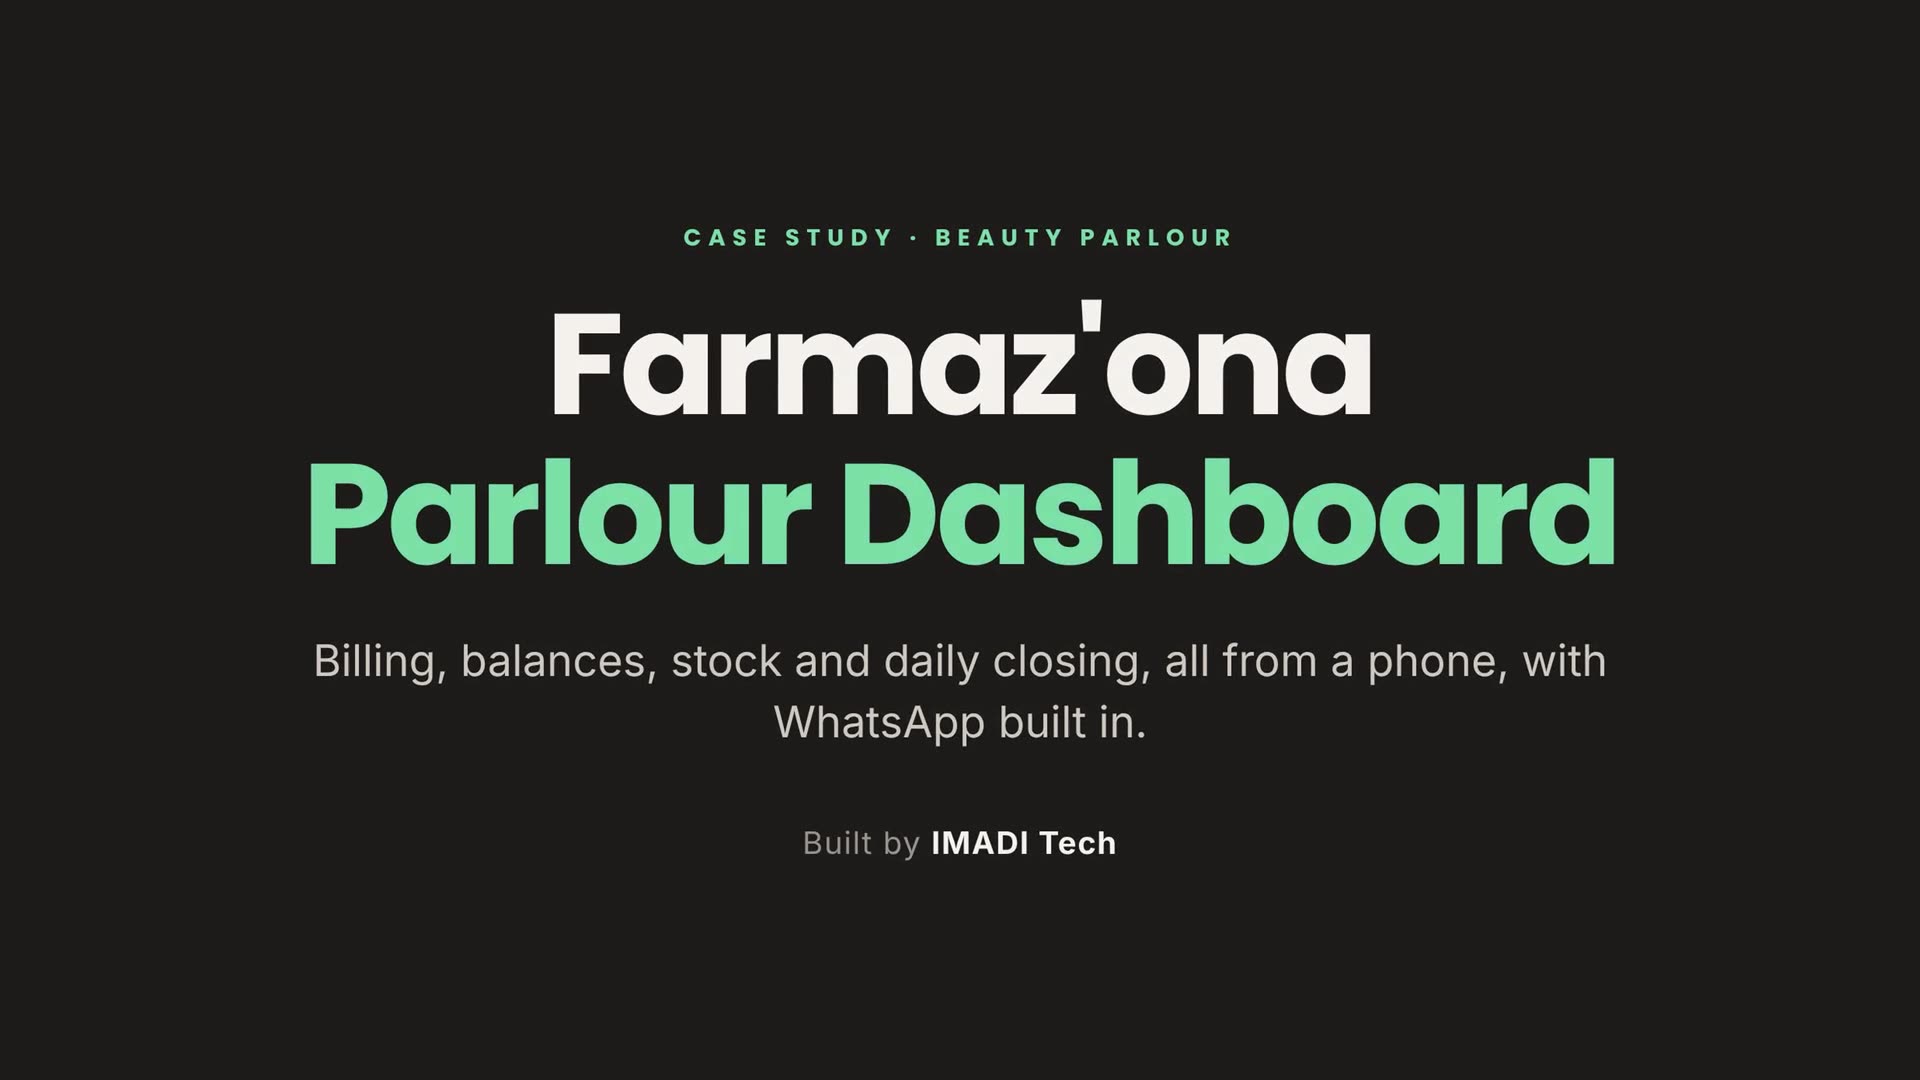 CASE STUDY · BEAUTY PARLOUR
Farmaz'ona
Parlour Dashboard
Billing, balances, stock and daily closing, all from a phone, with
WhatsApp built in.
Built by IMADI Tech